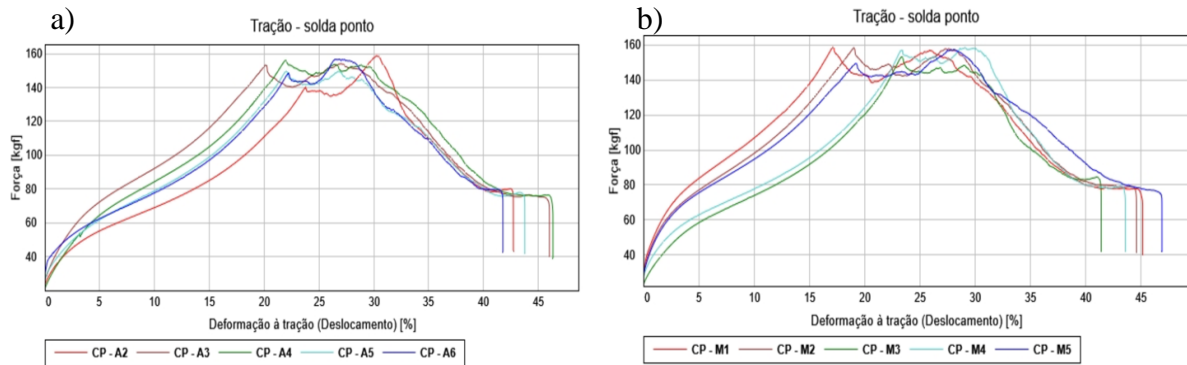 a)
Tração - solda ponto
Força [kgf]
160
140
120
100
80
60
40
0 5 10 15 20 25 30 35 40 45
Deformação à tração (Deslocamento) [%]
CP - A2 CP - A3 CP - A4 CP - A5 CP - A6
b)
Tração - solda ponto
Força [kgf]
160
140
120
100
80
60
40
0 5 10 15 20 25 30 35 40 45
Deformação à tração (Deslocamento) [%]
CP - M1 CP - M2 CP - M3 CP - M4 CP - M5